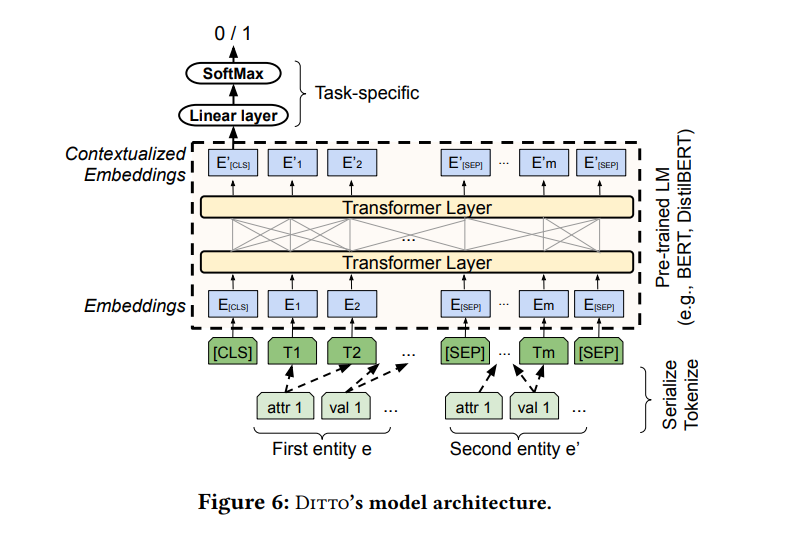 0 / 1
SoftMax
Linear layer
Task-specific
Contextualized
Embeddings
E'[CLS] E'1 E'2 E'[SEP] ... E'm E'[SEP]
Transformer Layer
...
Transformer Layer
Embeddings
E[CLS] E1 E2 E[SEP] ... Em E[SEP]
[CLS] T1 T2 ... [SEP] ... Tm [SEP]
attr 1 val 1 ... attr 1 val 1 ...
First entity e Second entity e'
Pre-trained LM
(e.g., BERT, DistilBERT)
Serialize
Tokenize
Figure 6: DITTO's model architecture.